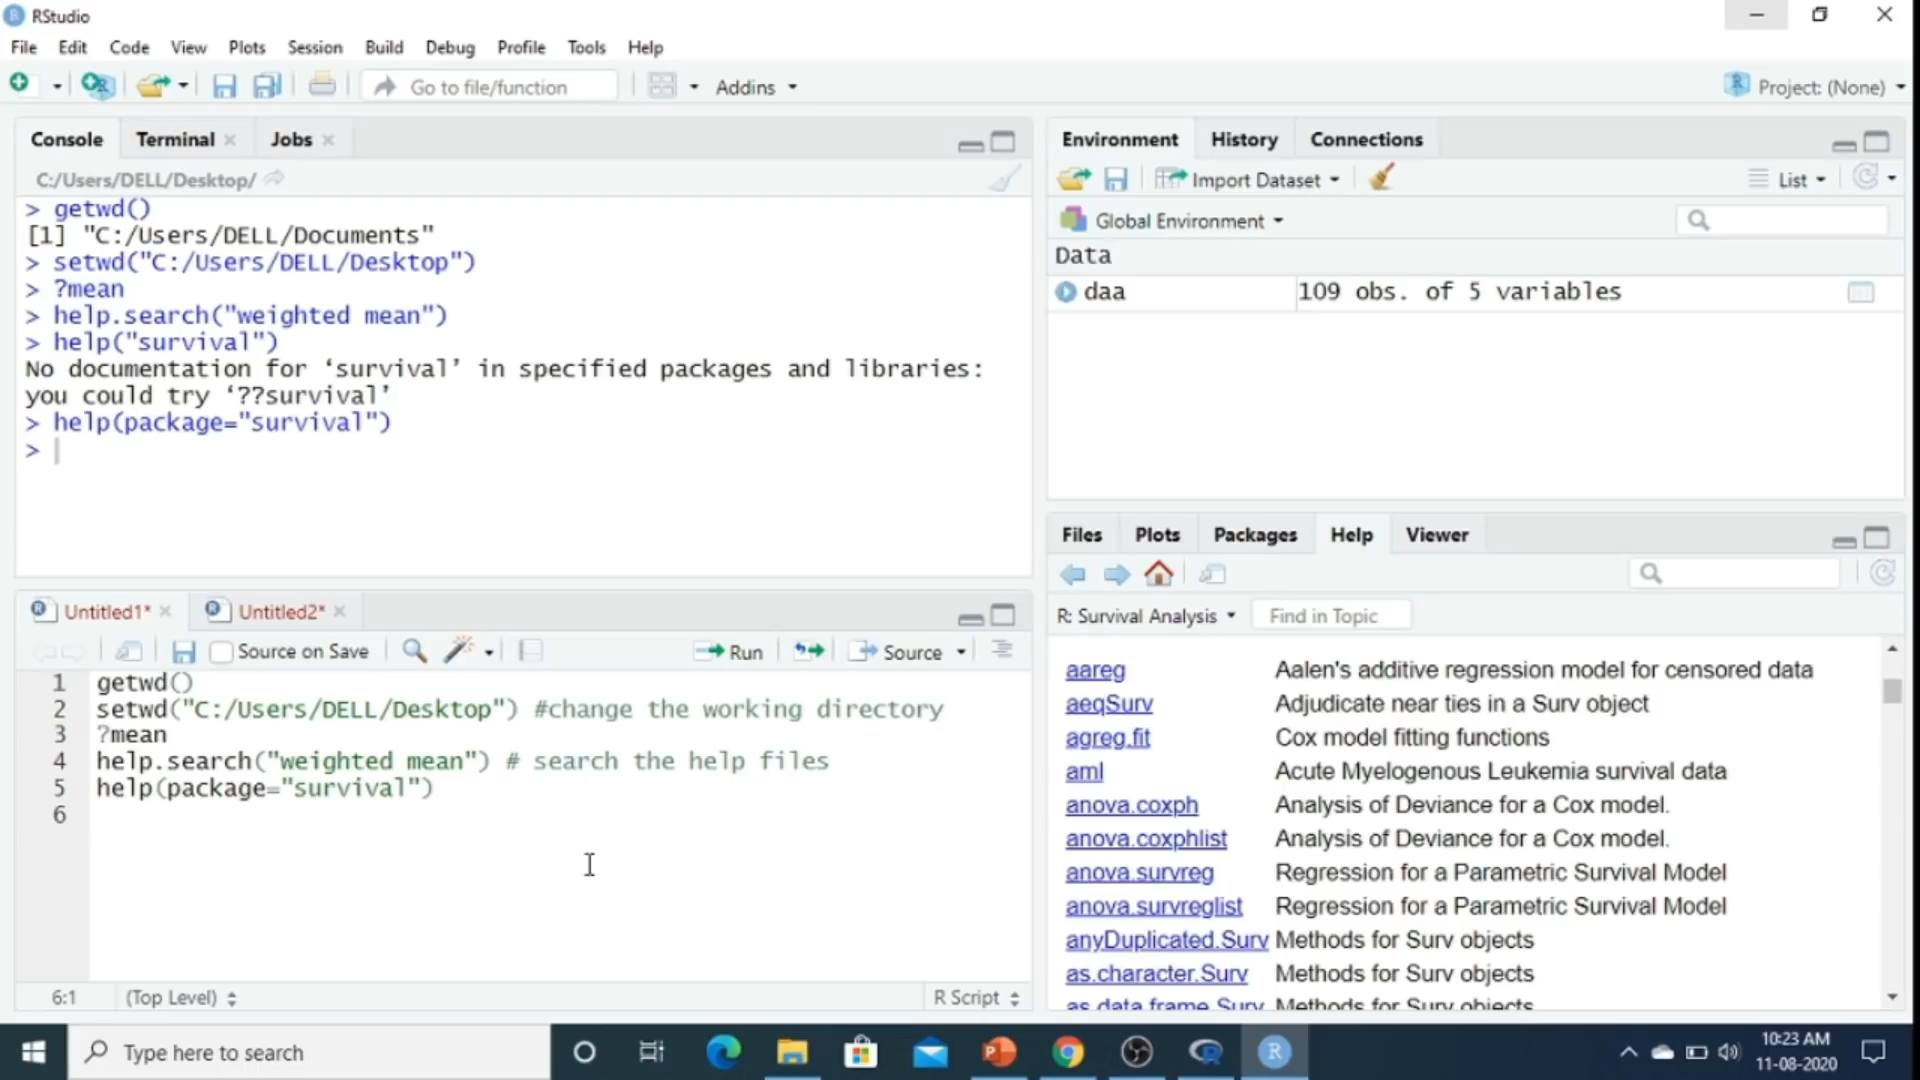 RStudio
File Edit Code View Plots Session Build Debug Profile Tools Help
Go to file/function Addins Project: (None)
Console Terminal Jobs
C:/Users/DELL/Desktop/
> getwd()
[1] "C:/Users/DELL/Documents"
> setwd("C:/Users/DELL/Desktop")
> ?mean
> help.search("weighted mean")
> help("survival")
No documentation for ‘survival’ in specified packages and libraries:
you could try ‘??survival’
> help(package="survival")
>
Environment History Connections
Import Dataset List
Global Environment
Data
daa 109 obs. of 5 variables
Untitled1* Untitled2*
Source on Save Run Source
1 getwd()
2 setwd("C:/Users/DELL/Desktop") #change the working directory
3 ?mean
4 help.search("weighted mean") # search the help files
5 help(package="survival")
6
6:1 (Top Level) R Script
Files Plots Packages Help Viewer
R: Survival Analysis Find in Topic
aareg Aalen's additive regression model for censored data
aeqSurv Adjudicate near ties in a Surv object
agreg.fit Cox model fitting functions
aml Acute Myelogenous Leukemia survival data
anova.coxph Analysis of Deviance for a Cox model.
anova.coxphlist Analysis of Deviance for a Cox model.
anova.survreg Regression for a Parametric Survival Model
anova.survreglist Regression for a Parametric Survival Model
anyDuplicated.Surv Methods for Surv objects
as.character.Surv Methods for Surv objects
as.data.frame.Surv Methods for Surv objects
Type here to search
10:23 AM
11-08-2020